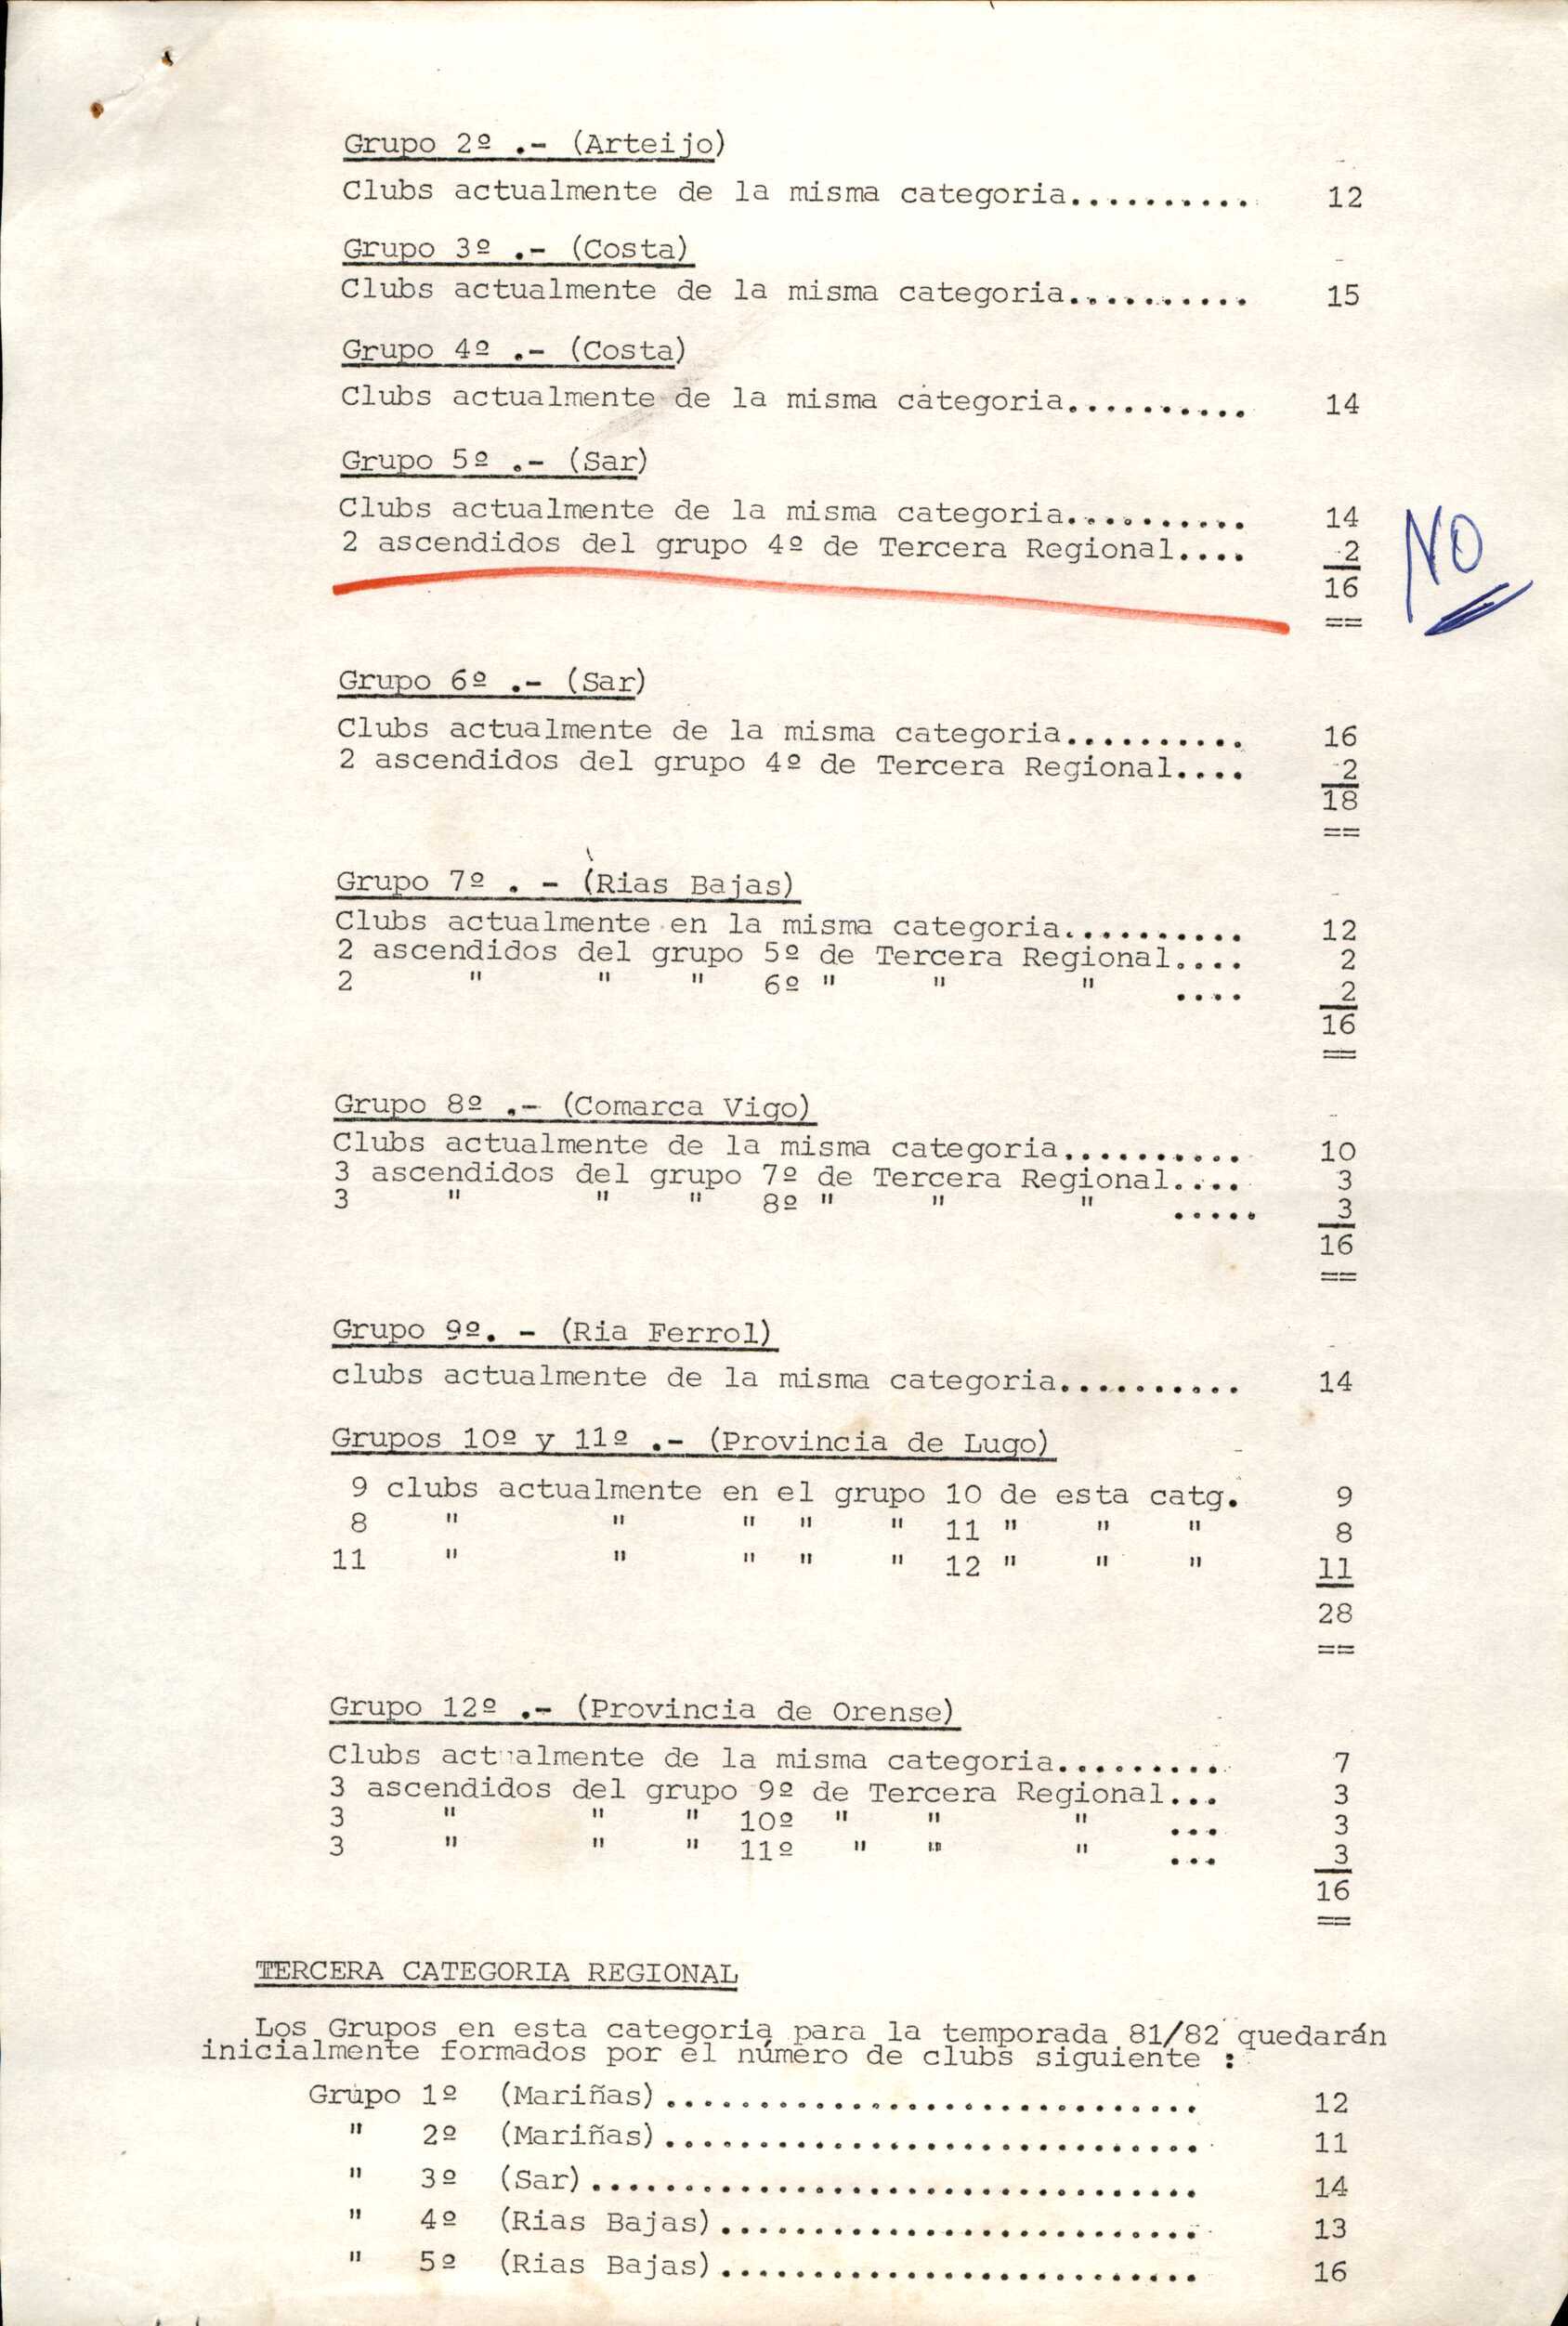 Grupo 2º .- (Arteijo)
Clubs actualmente de la misma categoria.......... 12
Grupo 3º .- (Costa)
Clubs actualmente de la misma categoria.......... 15
Grupo 4º .- (Costa)
Clubs actualmente de la misma categoria.......... 14
Grupo 5º .- (Sar)
Clubs actualmente de la misma categoria.......... 14
2 ascendidos del grupo 4º de Tercera Regional.... 2
NO
16
==
Grupo 6º .- (Sar)
Clubs actualmente de la misma categoria.......... 16
2 ascendidos del grupo 4º de Tercera Regional.... 2
18
==
Grupo 7º . - (Rias Bajas)
Clubs actualmente en la misma categoria.......... 12
2 ascendidos del grupo 5º de Tercera Regional.... 2
2 " " " 6º " " " .... 2
16
==
Grupo 8º .- (Comarca Vigo)
Clubs actualmente de la misma categoria.......... 10
3 ascendidos del grupo 7º de Tercera Regional.... 3
3 " " " 8º " " " ..... 3
16
==
Grupo 9º. - (Ria Ferrol)
clubs actualmente de la misma categoria.......... 14
Grupos 10º y 11º .- (Provincia de Lugo)
9 clubs actualmente en el grupo 10 de esta catg. 9
8 " " " " " 11 " " " 8
11 " " " " " 12 " " " 11
28
==
Grupo 12º .- (Provincia de Orense)
Clubs actualmente de la misma categoria......... 7
3 ascendidos del grupo 9º de Tercera Regional... 3
3 " " " 10º " " " ... 3
3 " " " 11º " " " ... 3
16
==
TERCERA CATEGORIA REGIONAL
Los Grupos en esta categoria para la temporada 81/82 quedarán
inicialmente formados por el número de clubs siguiente :
Grupo 1º (Mariñas)............................. 12
" 2º (Mariñas)............................. 11
" 3º (Sar)................................. 14
" 4º (Rias Bajas).......................... 13
" 5º (Rias Bajas).......................... 16